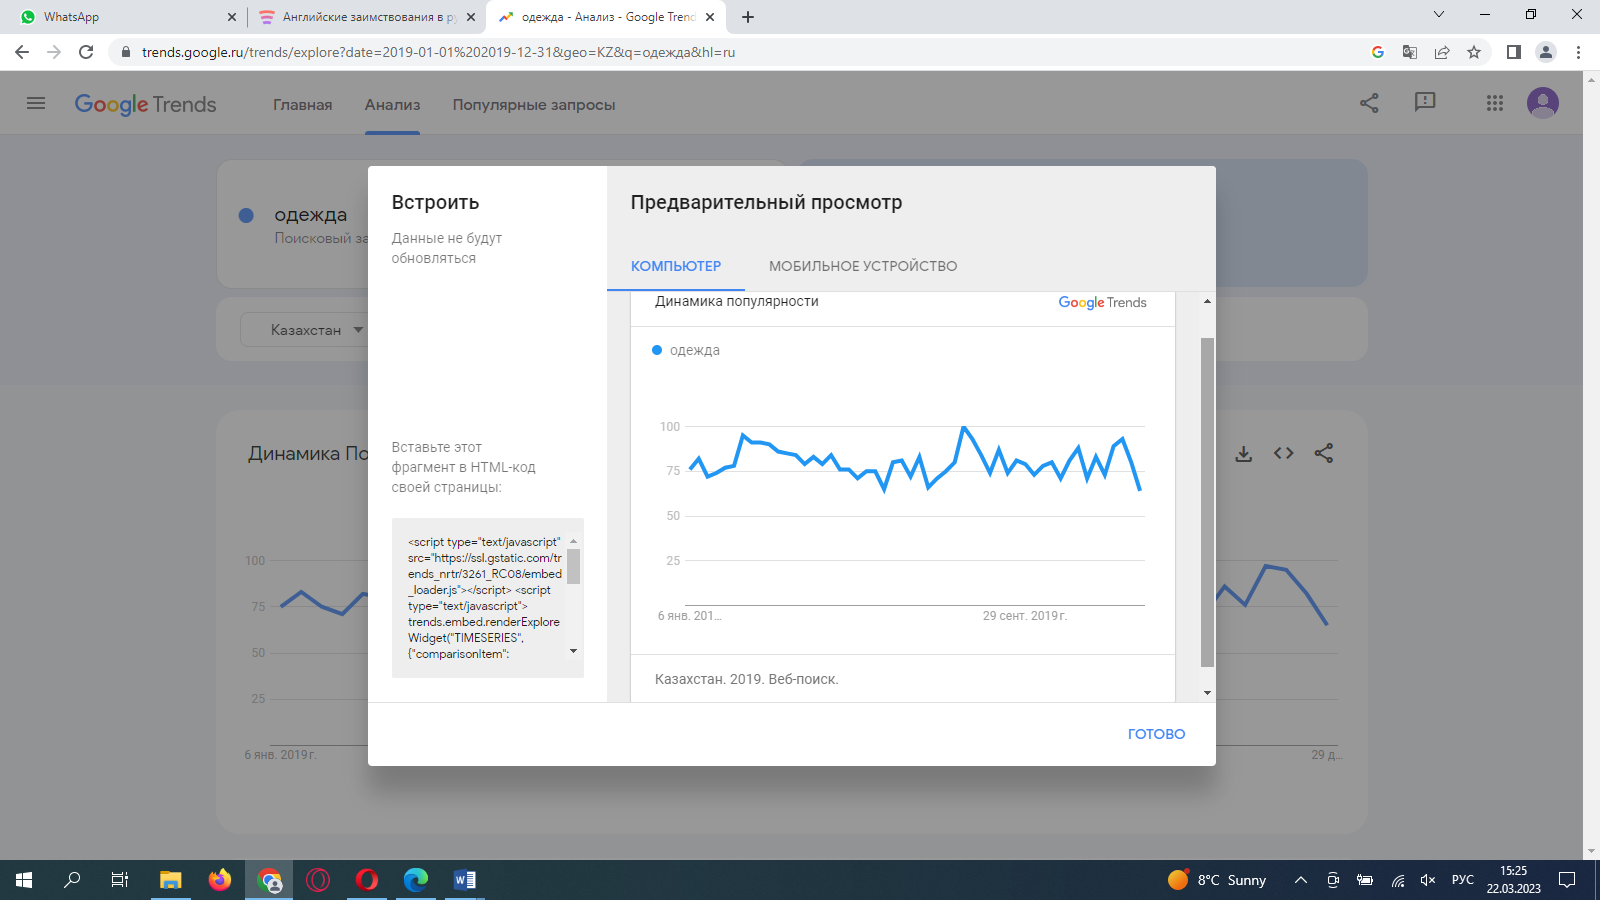 WhatsApp
Английские заимствования в ру
одежда - Анализ - Google Trend
trends.google.ru/trends/explore?date=2019-01-01%202019-12-31&geo=KZ&q=одежда&hl=ru
Google Trends
Главная
Анализ
Популярные запросы
одежда
Поисковый за
Казахстан
Динамика По
100
75
50
25
6 янв. 2019 г.
29 д...
Встроить
Данные не будут
обновляться
Вставьте этот
фрагмент в HTML-код
своей страницы:
<script type="text/javascript"
src="https://ssl.gstatic.com/tr
ends_nrtr/3261_RC08/embed
_loader.js"></script> <script
type="text/javascript">
trends.embed.renderExplore
Widget("TIMESERIES",
{"comparisonItem":
Предварительный просмотр
КОМПЬЮТЕР
МОБИЛЬНОЕ УСТРОЙСТВО
Динамика популярности
Google Trends
одежда
100
75
50
25
6 янв. 201...
29 сент. 2019 г.
Казахстан. 2019. Веб-поиск.
ГОТОВО
8°C Sunny
РУС
15:25
22.03.2023